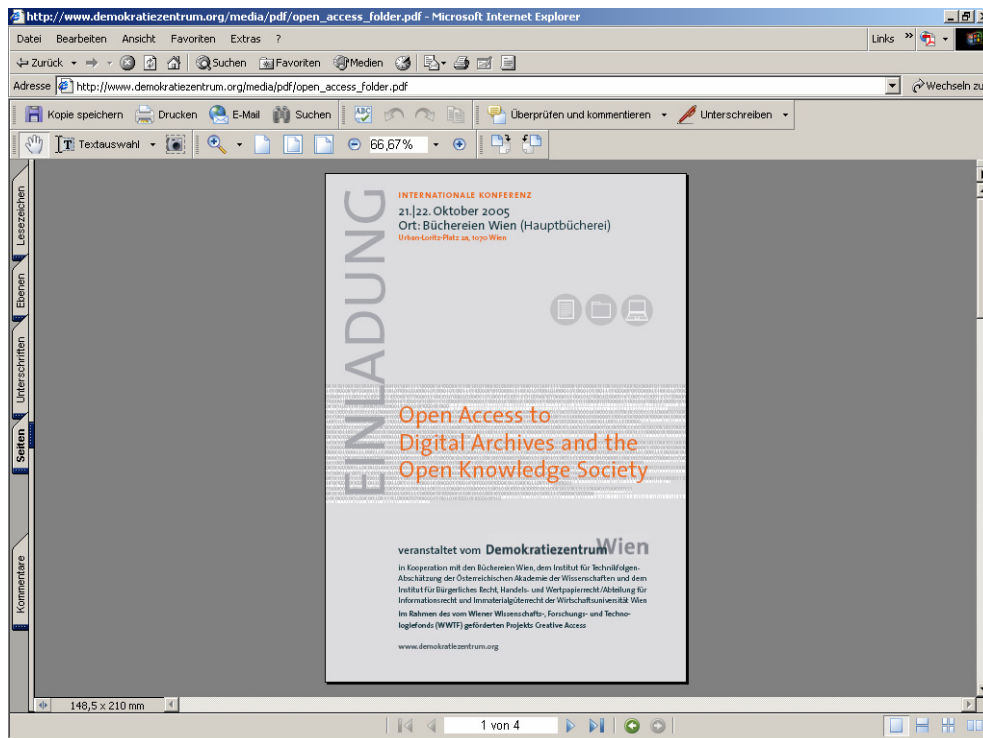 http://www.demokratiezentrum.org/media/pdf/open_access_folder.pdf - Microsoft Internet Explorer
Datei Bearbeiten Ansicht Favoriten Extras ? Links »
Zurück Suchen Favoriten Medien
Adresse http://www.demokratiezentrum.org/media/pdf/open_access_folder.pdf Wechseln zu
Kopie speichern Drucken E-Mail Suchen Überprüfen und kommentieren Unterschreiben
Textauswahl 66,67%
Lesezeichen
Ebenen
Unterschriften
Seiten
Kommentare
EINLADUNG
INTERNATIONALE KONFERENZ
21.|22. Oktober 2005
Ort: Büchereien Wien (Hauptbücherei)
Urban-Loritz-Platz 2a, 1070 Wien
Open Access to
Digital Archives and the
Open Knowledge Society
veranstaltet vom DemokratiezentrumWien
in Kooperation mit den Büchereien Wien, dem Institut für Technikfolgen-
Abschätzung der Österreichischen Akademie der Wissenschaften und dem
Institut für Bürgerliches Recht, Handels- und Wertpapierrecht/Abteilung für
Informationsrecht und Immaterialgüterrecht der Wirtschaftsuniversität Wien
Im Rahmen des vom Wiener Wissenschafts-, Forschungs- und Techno-
logiefonds (WWTF) geförderten Projekts Creative Access
www.demokratiezentrum.org
148,5 x 210 mm
1 von 4